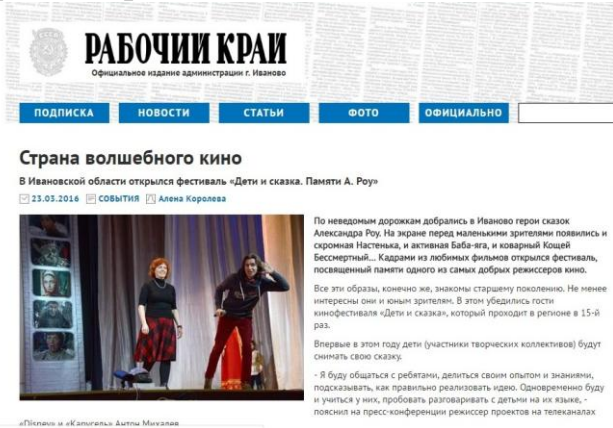 РАБОЧИЙ КРАЙ
Официальное издание администрации г. Иваново
ПОДПИСКА
НОВОСТИ
СТАТЬИ
ФОТО
ОФИЦИАЛЬНО
Страна волшебного кино
В Ивановской области открылся фестиваль «Дети и сказка. Памяти А. Роу»
23.03.2016 СОБЫТИЯ Алена Королева
По неведомым дорожкам добрались в Иваново герои сказок
Александра Роу. На экране перед маленькими зрителями появились и
скромная Настенька, и активная Баба-яга, и коварный Кощей
Бессмертный... Кадрами из любимых фильмов открылся фестиваль,
посвященный памяти одного из самых добрых режиссеров кино.
Все эти образы, конечно же, знакомы старшему поколению. Не менее
интересны они и юным зрителям. В этом убедились гости
кинофестиваля «Дети и сказка», который проходит в регионе в 15-й
раз.
Впервые в этом году дети (участники творческих коллективов) будут
снимать свою сказку.
- Я буду общаться с ребятами, делиться своим опытом и знаниями,
подсказывать, как правильно реализовать идею. Одновременно буду
и учиться у них, пробовать разговаривать с детьми на их языке, -
пояснил на пресс-конференции режиссер проектов на телеканалах
«Disney» и «Карусель» Антон Михалев